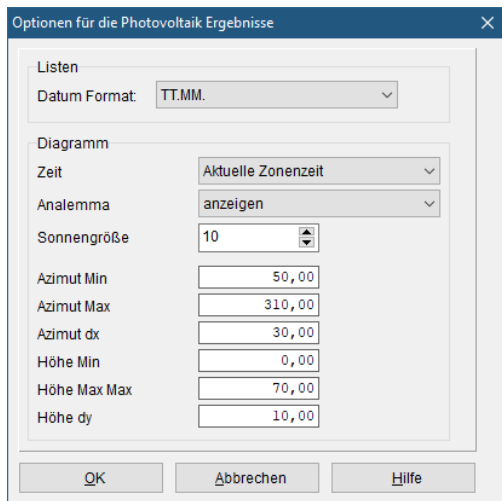 Optionen für die Photovoltaik Ergebnisse
Listen
Datum Format: TT.MM.
Diagramm
Zeit Aktuelle Zonenzeit
Analemma anzeigen
Sonnengröße 10
Azimut Min 50,00
Azimut Max 310,00
Azimut dx 30,00
Höhe Min 0,00
Höhe Max Max 70,00
Höhe dy 10,00
OK Abbrechen Hilfe